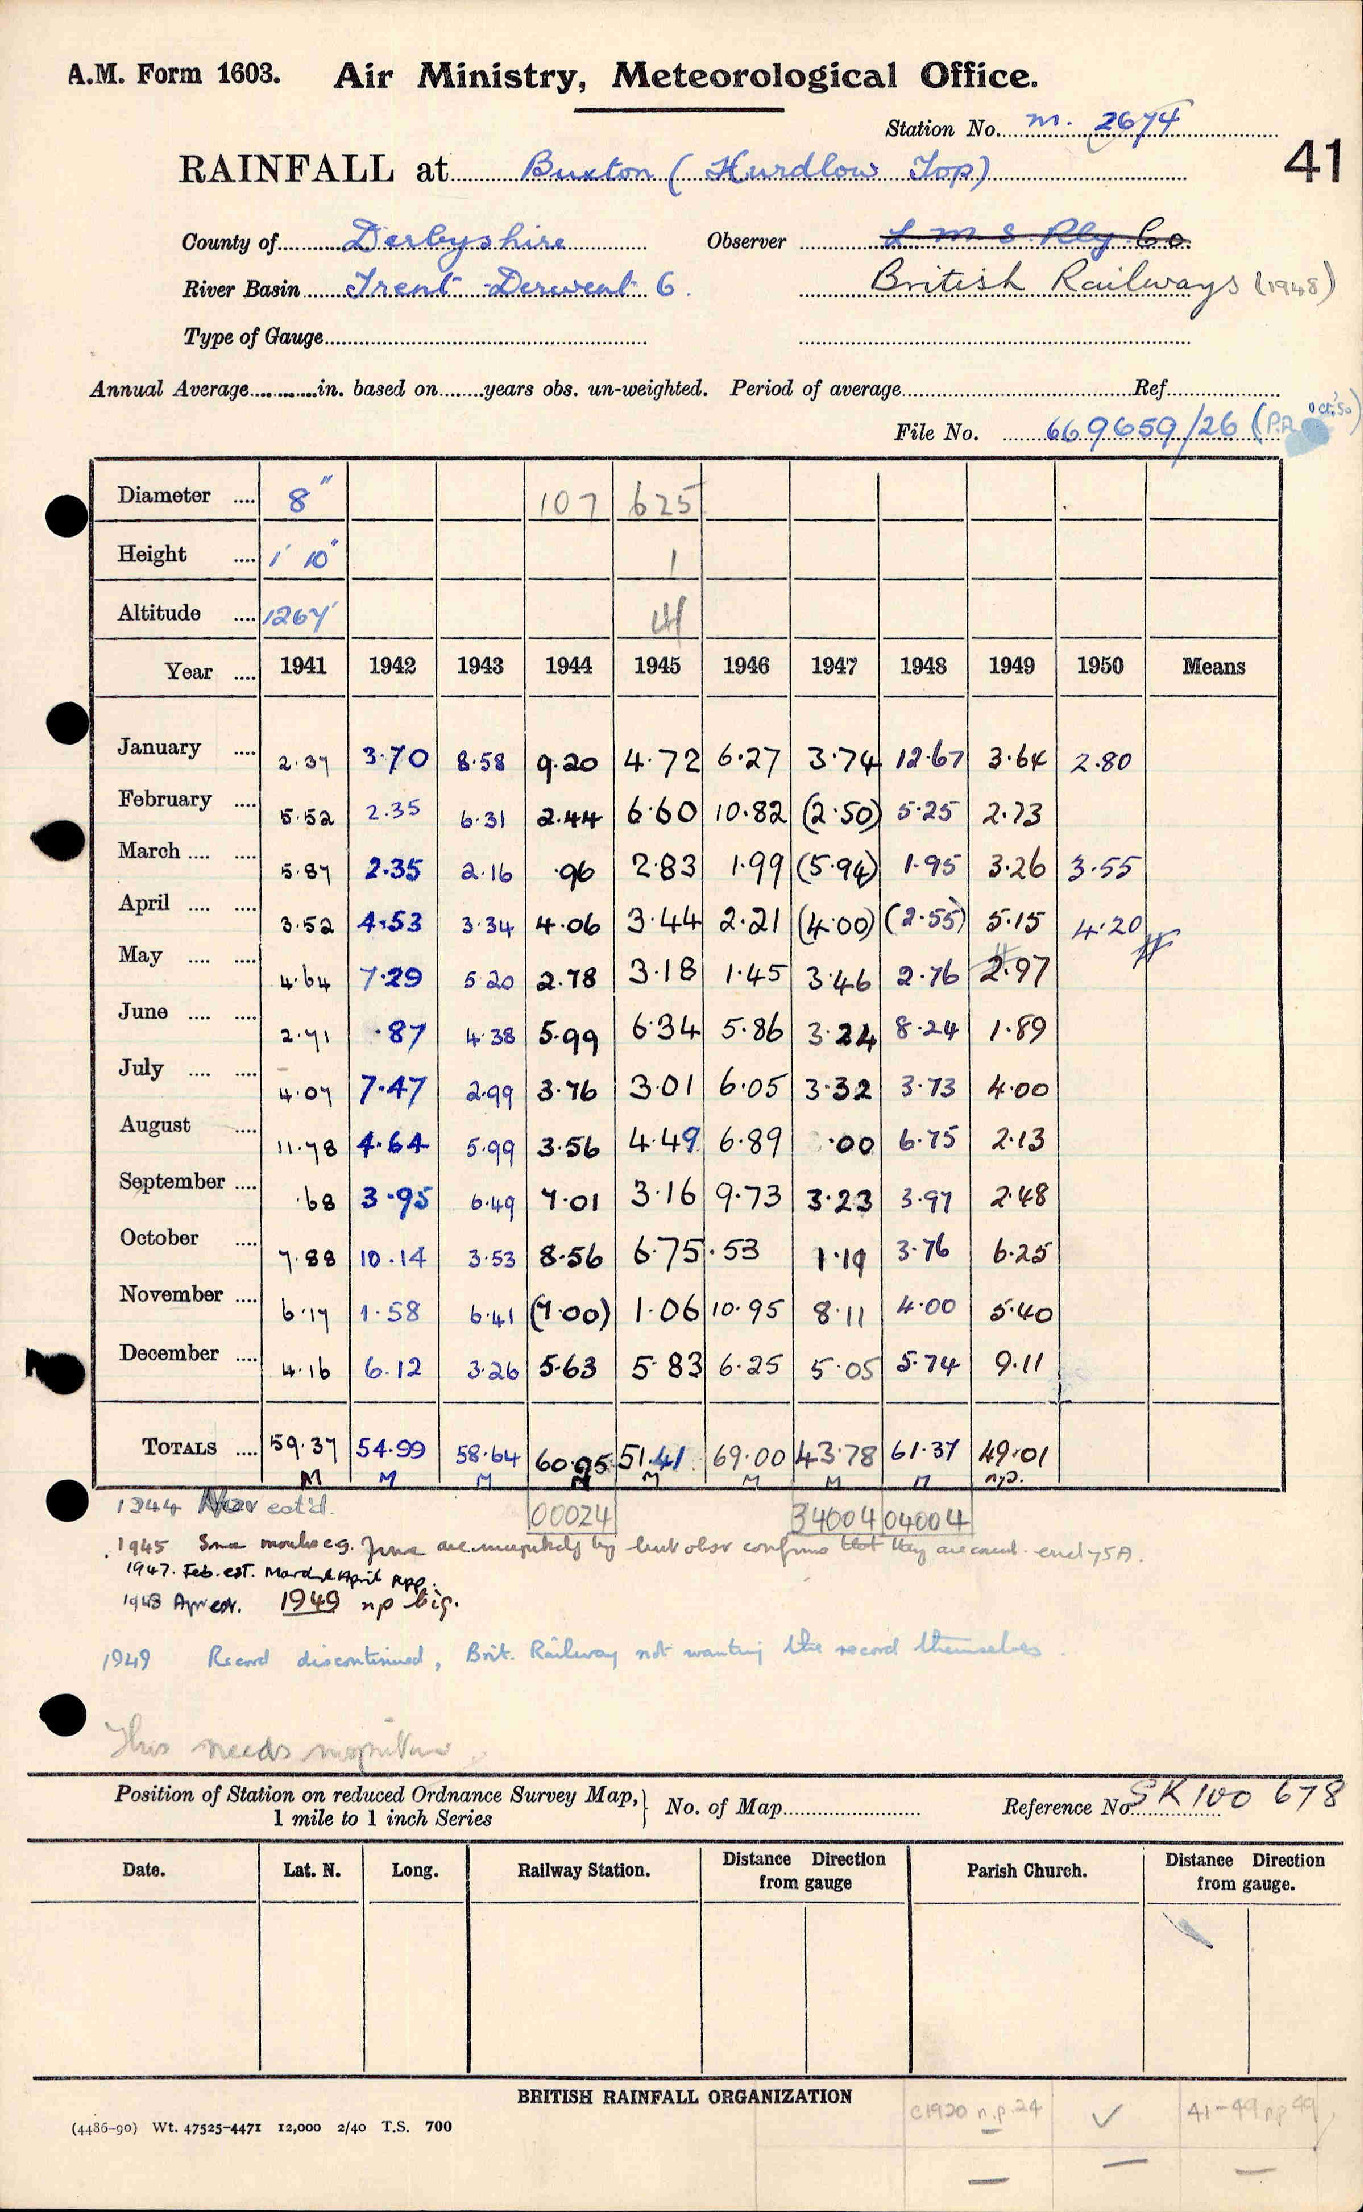 A.M. Form 1603. Air Ministry, Meteorological Office.
Station No. M. 2674
41
RAINFALL at Buxton (Hurdlow Top)
County of Derbyshire Observer L M S Rly Co.
River Basin Trent-Derwent 6. British Railways (1948)
Type of Gauge
Annual Average in. based on years obs. un-weighted. Period of average Ref
File No. 669659/26 (P.R. Oct. '50)
Diameter 8" 107 625
Height 1' 10" 1
Altitude 1267'
Year 1941 1942 1943 1944 1945 1946 1947 1948 1949 1950 Means
January 2.37 3.70 8.58 9.20 4.72 6.27 3.74 12.67 3.64 2.80
February 5.52 2.35 6.31 2.44 6.60 10.82 (2.50) 5.25 2.73
March 5.87 2.35 2.16 .96 2.83 1.99 (5.94) 1.95 3.26 3.55
April 3.52 4.53 3.34 4.06 3.44 2.21 (4.00) (2.55) 5.15 4.20
May 4.64 7.29 5.20 2.78 3.18 1.45 3.46 2.76 2.97
June 2.71 .87 4.38 5.99 6.34 5.86 3.24 8.24 1.89
July 4.07 7.47 2.99 3.76 3.01 6.05 3.32 3.73 4.00
August 11.78 4.64 5.99 3.56 4.49 6.89 .00 6.75 2.13
September .68 3.95 6.49 7.01 3.16 9.73 3.23 3.97 2.48
October 7.88 10.14 3.53 8.56 6.75 .53 1.19 3.76 6.25
November 6.17 1.58 6.41 (7.00) 1.06 10.95 8.11 4.00 5.40
December 4.16 6.12 3.26 5.63 5.83 6.25 5.05 5.74 9.11
TOTALS 59.37 54.99 58.64 60.95 51.41 69.00 43.78 61.37 49.01
M M M M M M M M n.p.
1944 Nov est'd. 00024 34004 04004
1945 Some months e.g. June are big but obsr confirms that they are
1947. Feb. est. March & April app.
1948 Apr est. 1949 np big.
1949 Record discontinued, Brit. Railway not wanting the record themselves.
This needs
Position of Station on reduced Ordnance Survey Map, 1 mile to 1 inch Series No. of Map Reference No. SK 100 678
Date. Lat. N. Long. Railway Station. Distance Direction from gauge Parish Church. Distance Direction from gauge.
BRITISH RAINFALL ORGANIZATION
(4486-90) Wt. 47525-4471 12,000 2/40 T.S. 700
c1920 n.p. 24 ✓ 41-49 np 49